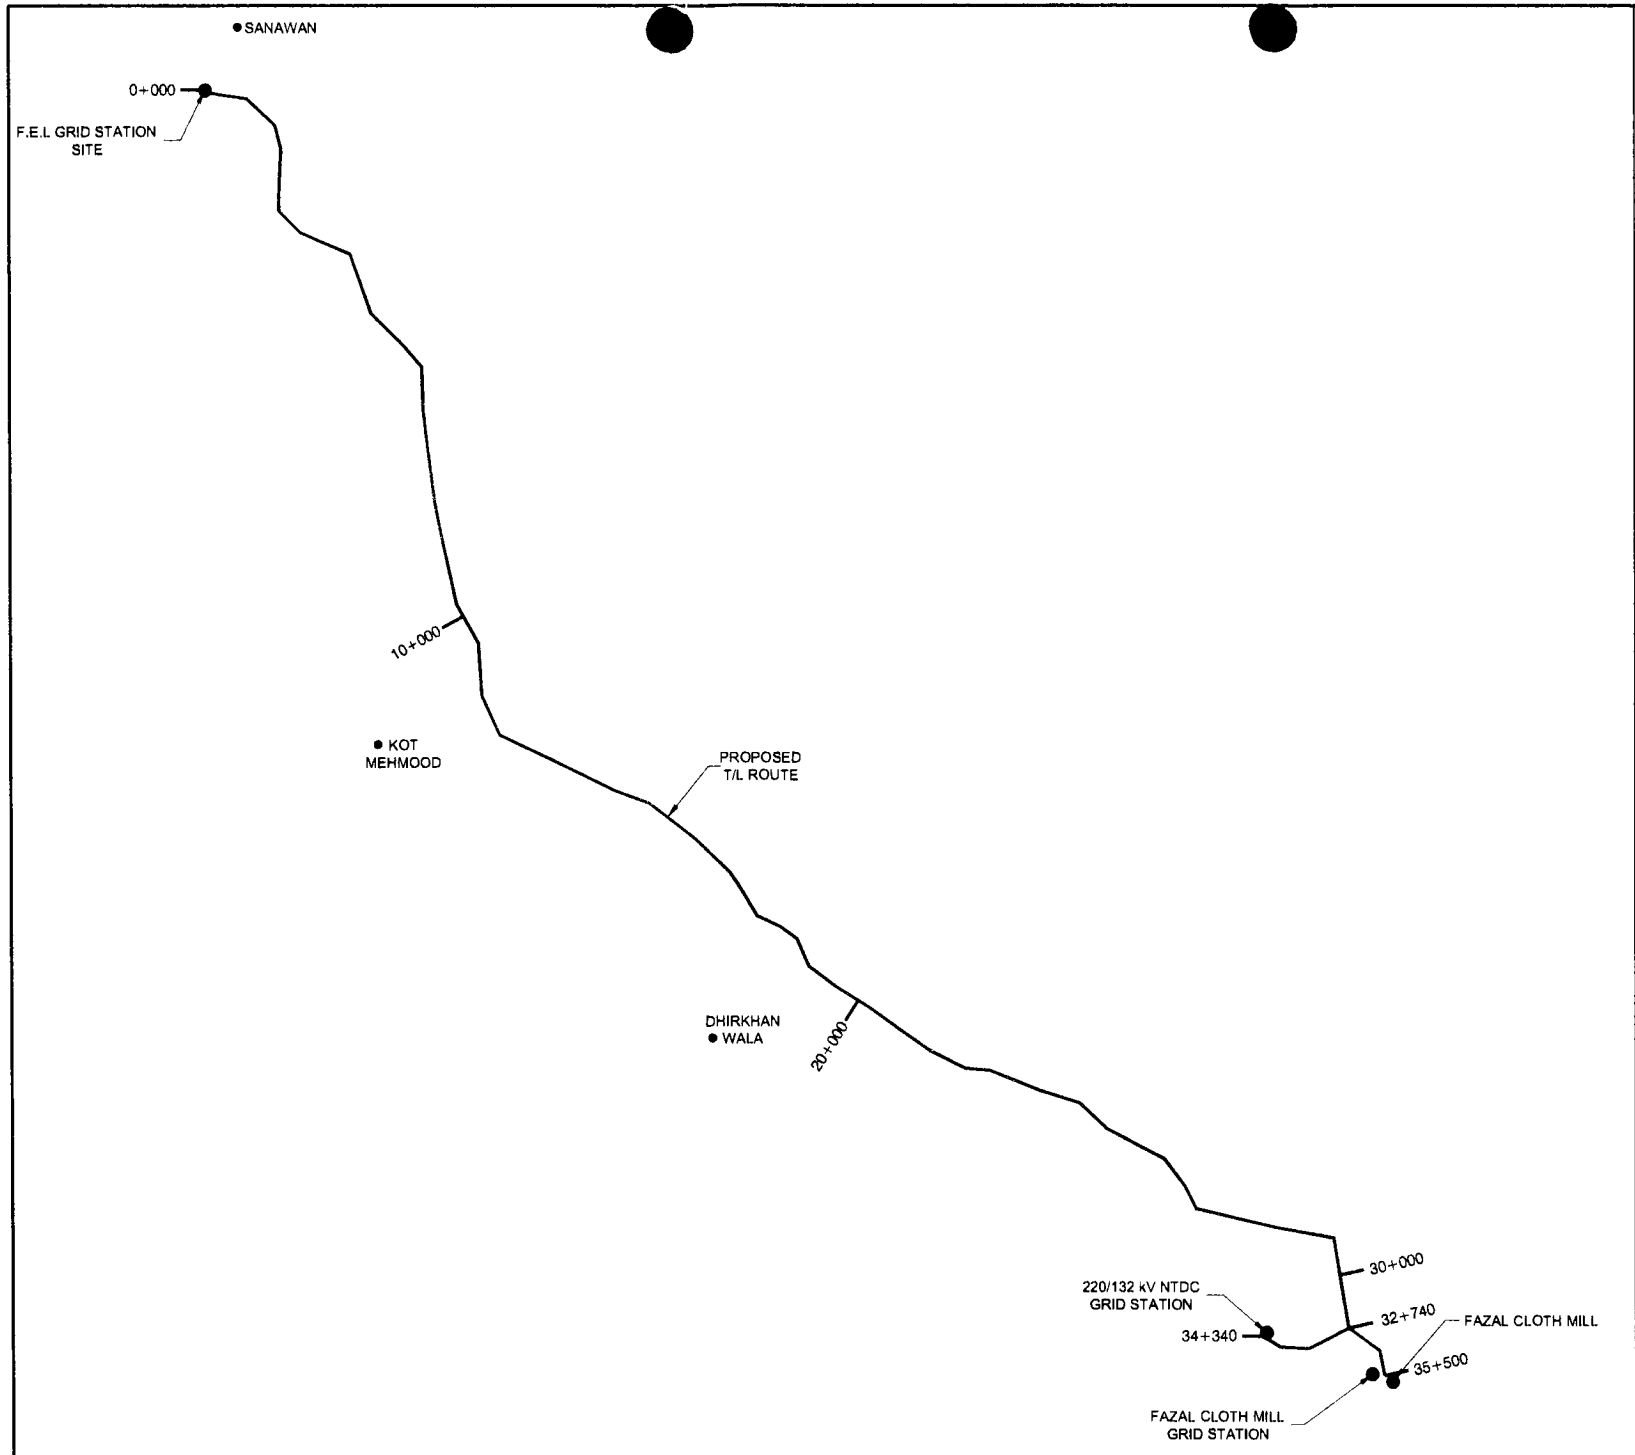 SANAWAN
0+000
F.E.L GRID STATION
SITE
10+000
KOT
MEHMOOD
PROPOSED
T/L ROUTE
DHIRKHAN
WALA
20+000
30+000
220/132 kV NTDC
GRID STATION
32+740
34+340
FAZAL CLOTH MILL
35+500
FAZAL CLOTH MILL
GRID STATION